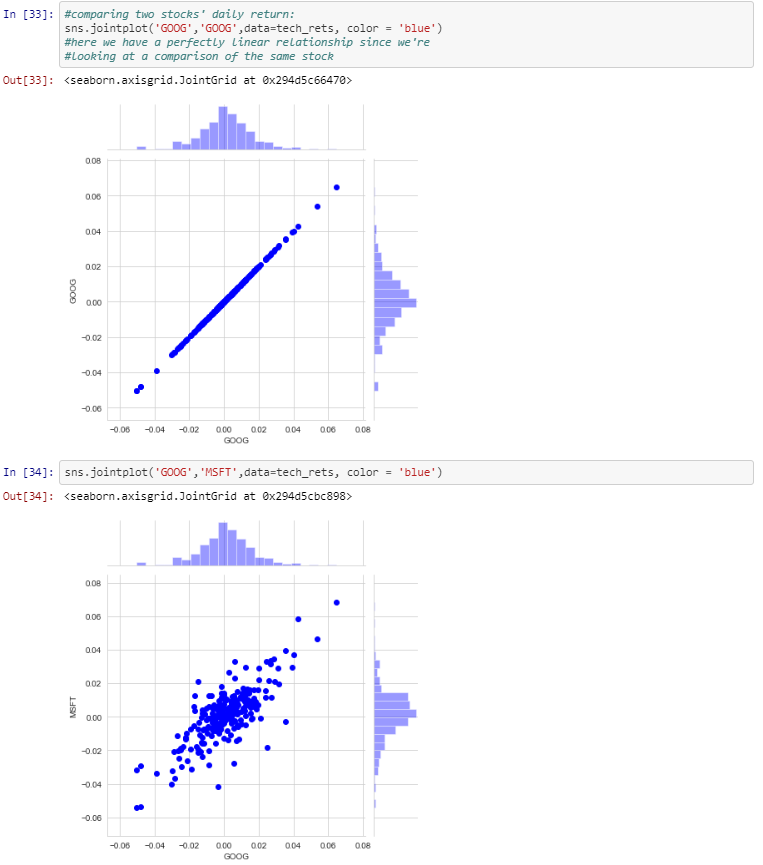 In [33]: #comparing two stocks' daily return:
sns.jointplot('GOOG','GOOG',data=tech_rets, color = 'blue')
#here we have a perfectly linear relationship since we're
#looking at a comparison of the same stock
Out[33]: <seaborn.axisgrid.JointGrid at 0x294d5c66470>
0.08
0.06
0.04
0.02
0.00
−0.02
−0.04
−0.06
GOOG
−0.06 −0.04 −0.02 0.00 0.02 0.04 0.06 0.08
GOOG
In [34]: sns.jointplot('GOOG','MSFT',data=tech_rets, color = 'blue')
Out[34]: <seaborn.axisgrid.JointGrid at 0x294d5cbc898>
0.08
0.06
0.04
0.02
0.00
−0.02
−0.04
−0.06
MSFT
−0.06 −0.04 −0.02 0.00 0.02 0.04 0.06 0.08
GOOG